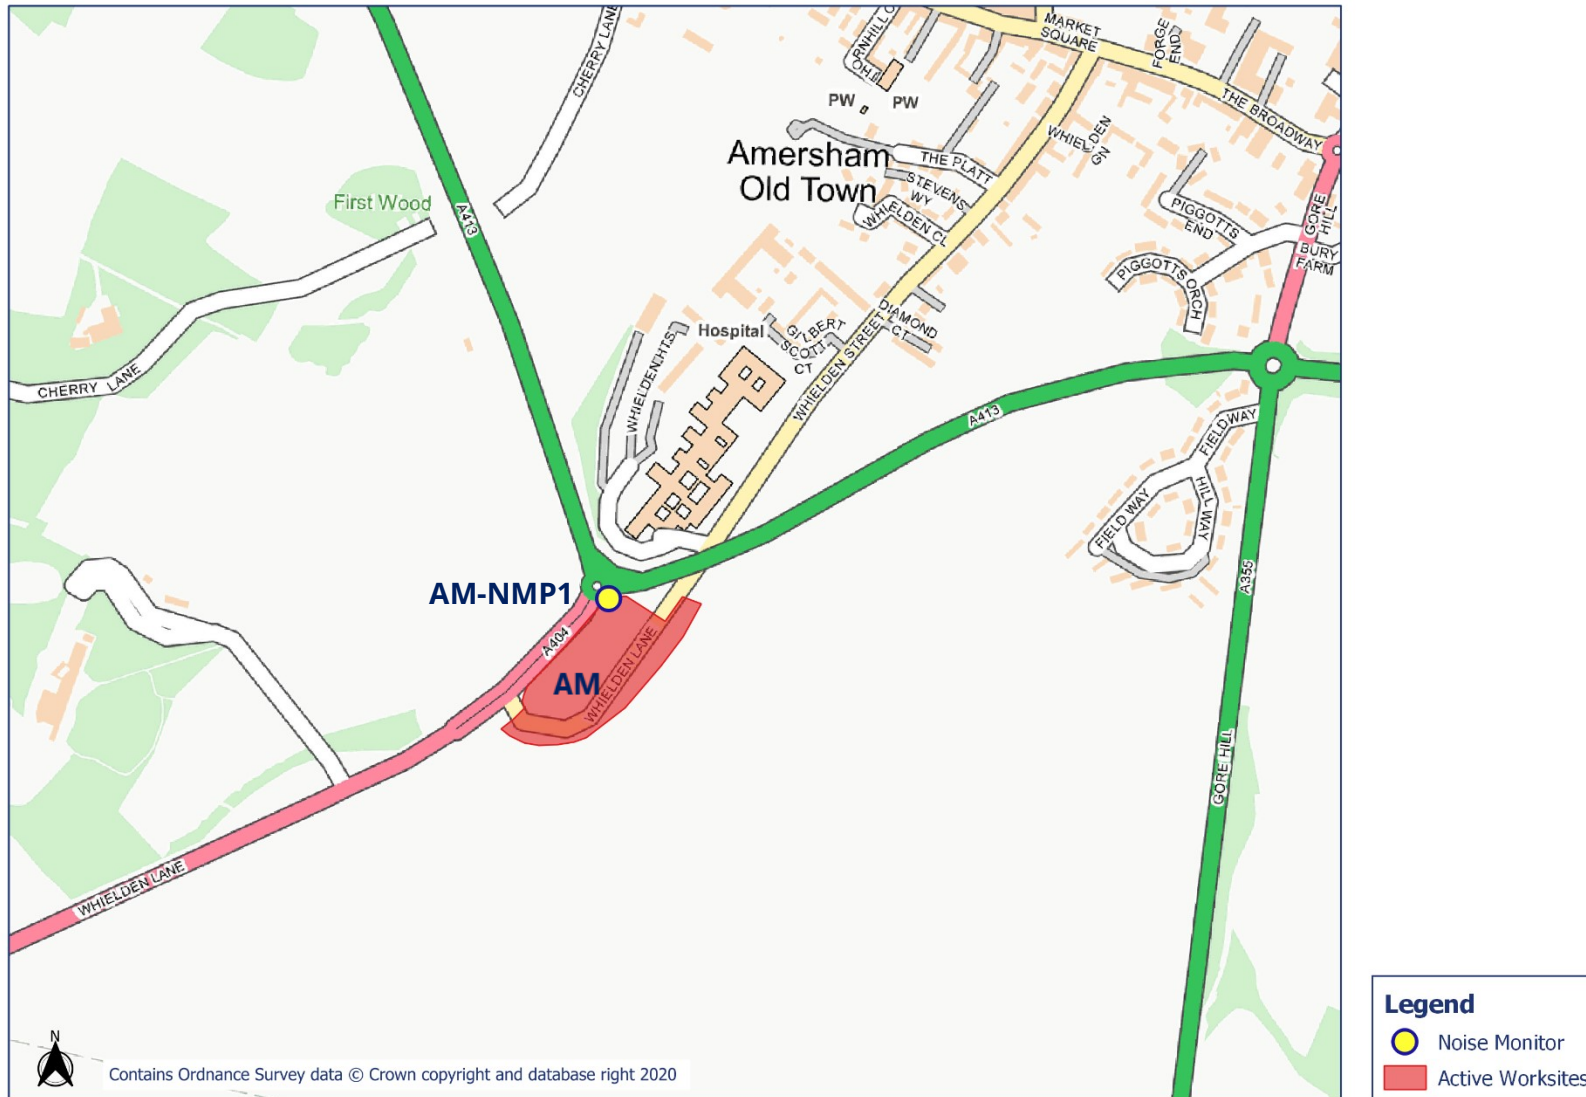 MARKET
SQUARE
FORGE
END
CHERRY LANE
THE BROADWAY
PW
PW
WHIELDEN
GN
Amersham
Old Town
THE PLATT
STEVENS
WY
WHIELDEN CL
First Wood
A413
PIGGOTTS
END
GORE
HILL
BURY
FARM
PIGGOTTS ORCH
DIAMOND
CT
Hospital
GILBERT
SCOTT
CT
WHIELDEN STREET
WHIELDEN HTS
CHERRY LANE
A413
FIELDWAY
FIELD WAY
HILL WAY
A355
AM-NMP1
A404
AM
WHIELDEN LANE
GORE HILL
WHIELDEN LANE
N
Contains Ordnance Survey data © Crown copyright and database right 2020
Legend
Noise Monitor
Active Worksites